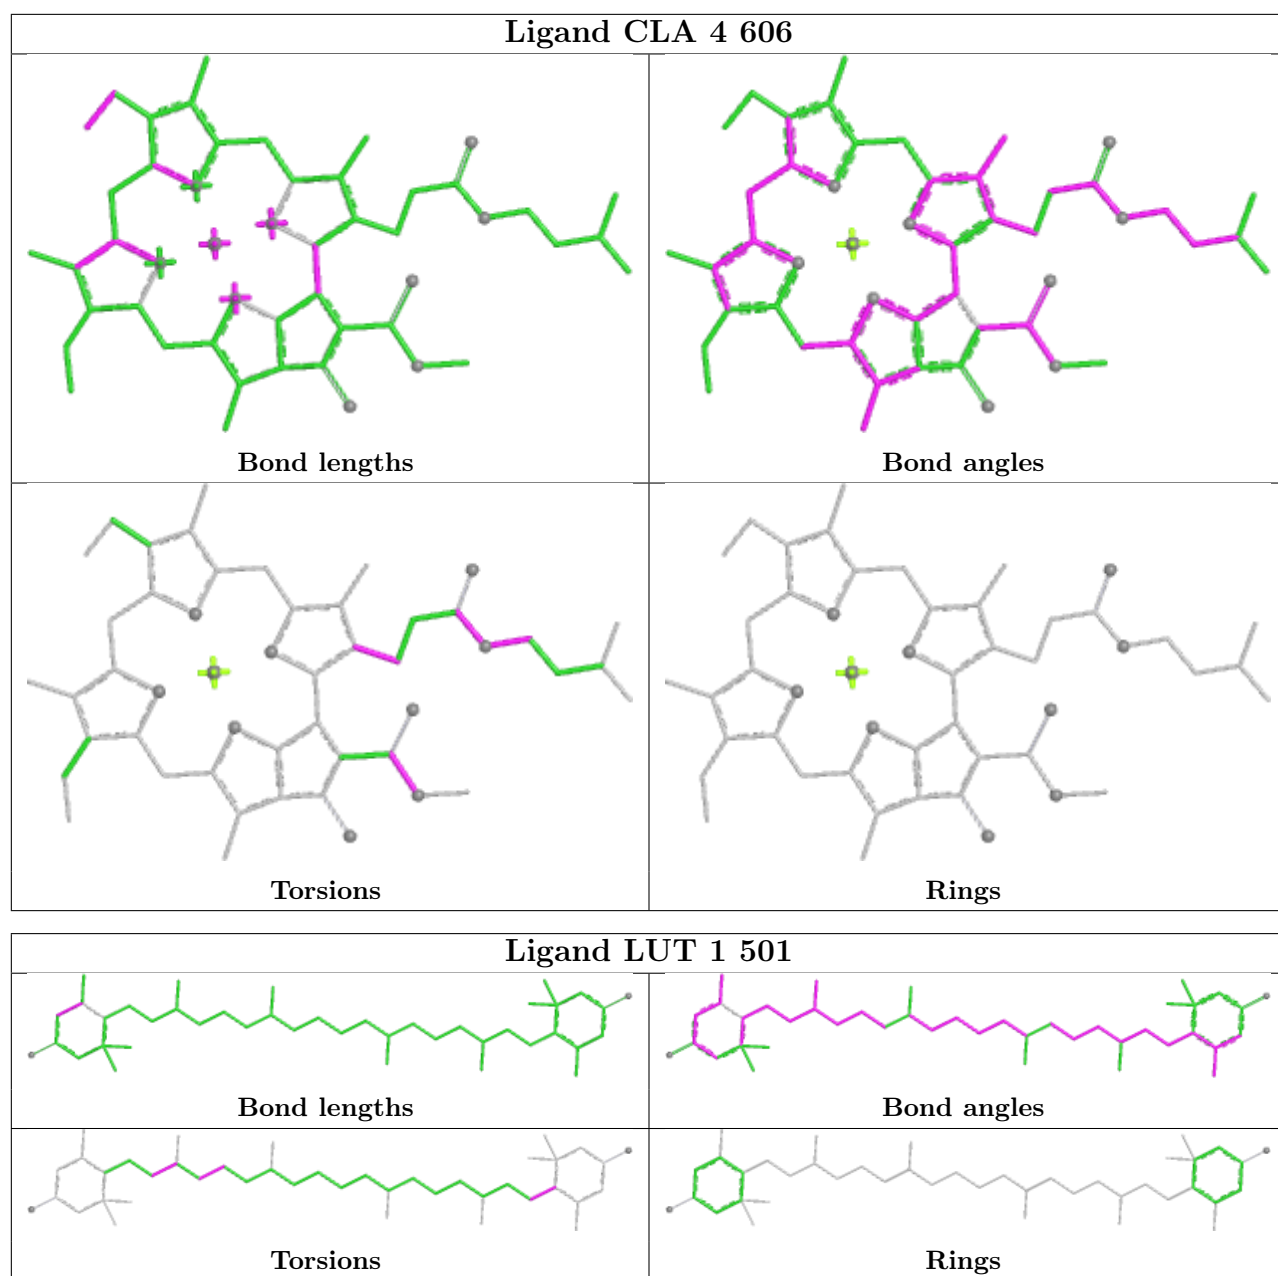 Ligand CLA 4 606
Bond lengths
Bond angles
Torsions
Rings
Ligand LUT 1 501
Bond lengths
Bond angles
Torsions
Rings